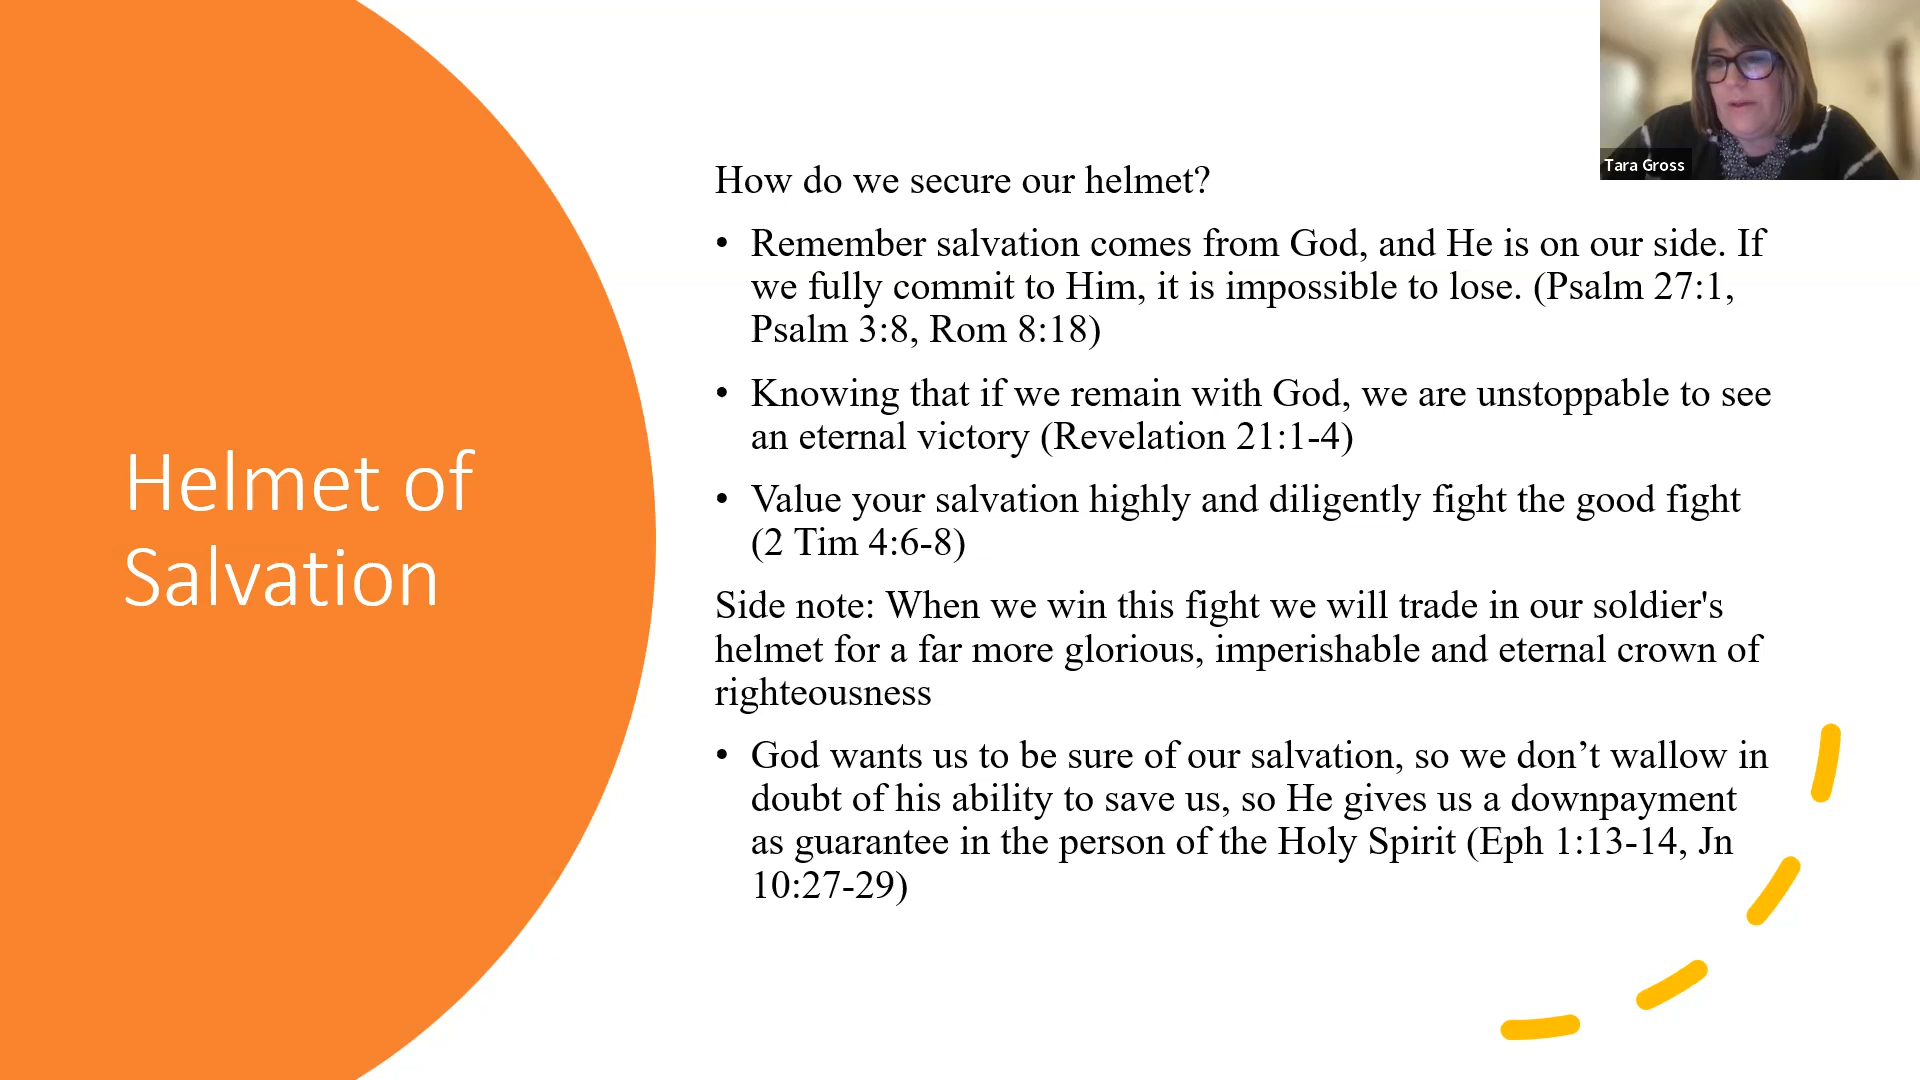 Helmet of
Salvation
How do we secure our helmet?
• Remember salvation comes from God, and He is on our side. If
we fully commit to Him, it is impossible to lose. (Psalm 27:1,
Psalm 3:8, Rom 8:18)
• Knowing that if we remain with God, we are unstoppable to see
an eternal victory (Revelation 21:1-4)
• Value your salvation highly and diligently fight the good fight
(2 Tim 4:6-8)
Side note: When we win this fight we will trade in our soldier's
helmet for a far more glorious, imperishable and eternal crown of
righteousness
• God wants us to be sure of our salvation, so we don’t wallow in
doubt of his ability to save us, so He gives us a downpayment
as guarantee in the person of the Holy Spirit (Eph 1:13-14, Jn
10:27-29)
Tara Gross